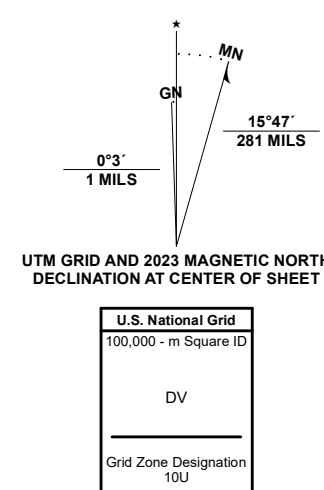 ★
MN
GN
15°47´
281 MILS
0°3´
1 MILS
UTM GRID AND 2023 MAGNETIC NORTH
DECLINATION AT CENTER OF SHEET
U.S. National Grid
100,000 - m Square ID
DV
Grid Zone Designation
10U